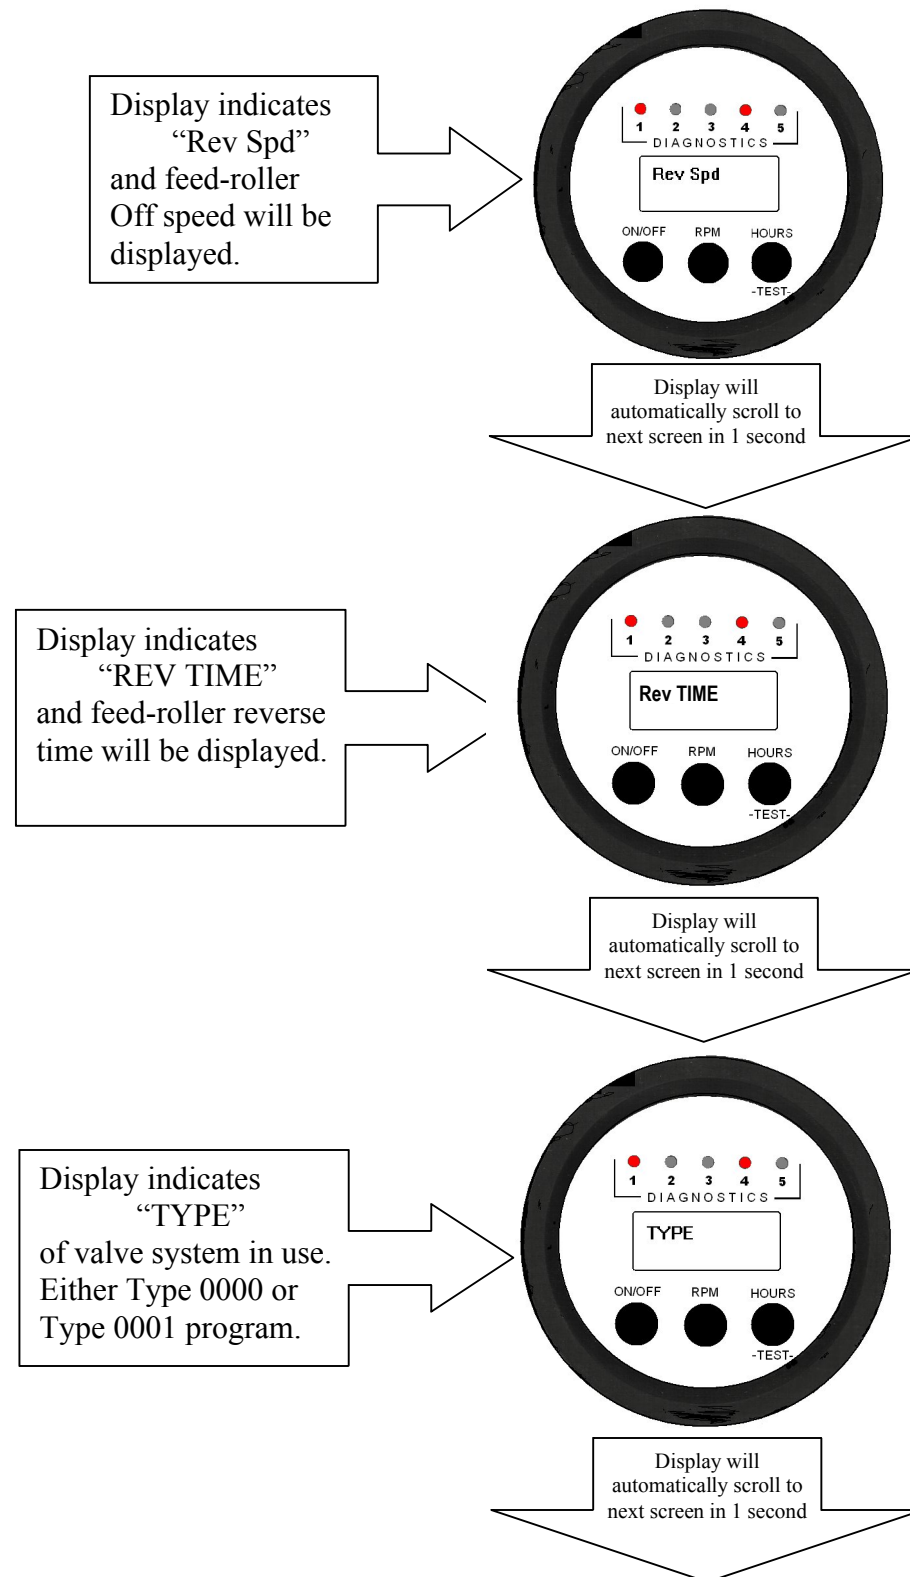 Display indicates
“Rev Spd”
and feed-roller
Off speed will be
displayed.
1 2 3 4 5
DIAGNOSTICS
Rev Spd
ON/OFF RPM HOURS
-TEST-
Display will
automatically scroll to
next screen in 1 second
Display indicates
“REV TIME”
and feed-roller reverse
time will be displayed.
1 2 3 4 5
DIAGNOSTICS
Rev TIME
ON/OFF RPM HOURS
-TEST-
Display will
automatically scroll to
next screen in 1 second
Display indicates
“TYPE”
of valve system in use.
Either Type 0000 or
Type 0001 program.
1 2 3 4 5
DIAGNOSTICS
TYPE
ON/OFF RPM HOURS
-TEST-
Display will
automatically scroll to
next screen in 1 second